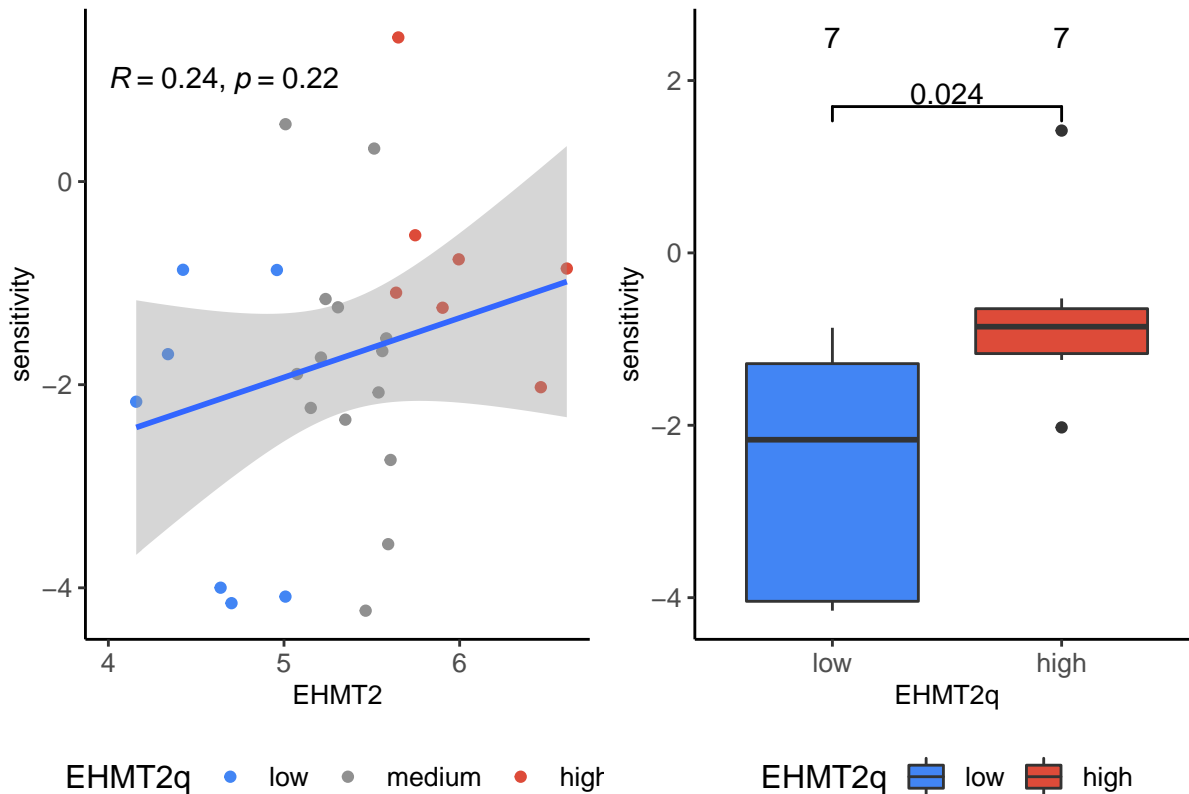 R = 0.24, p = 0.22
0
−2
−4
sensitivity
4 5 6
EHMT2
EHMT2q low medium high
7 7
0.024
2
0
−2
−4
sensitivity
low high
EHMT2q
EHMT2q low high